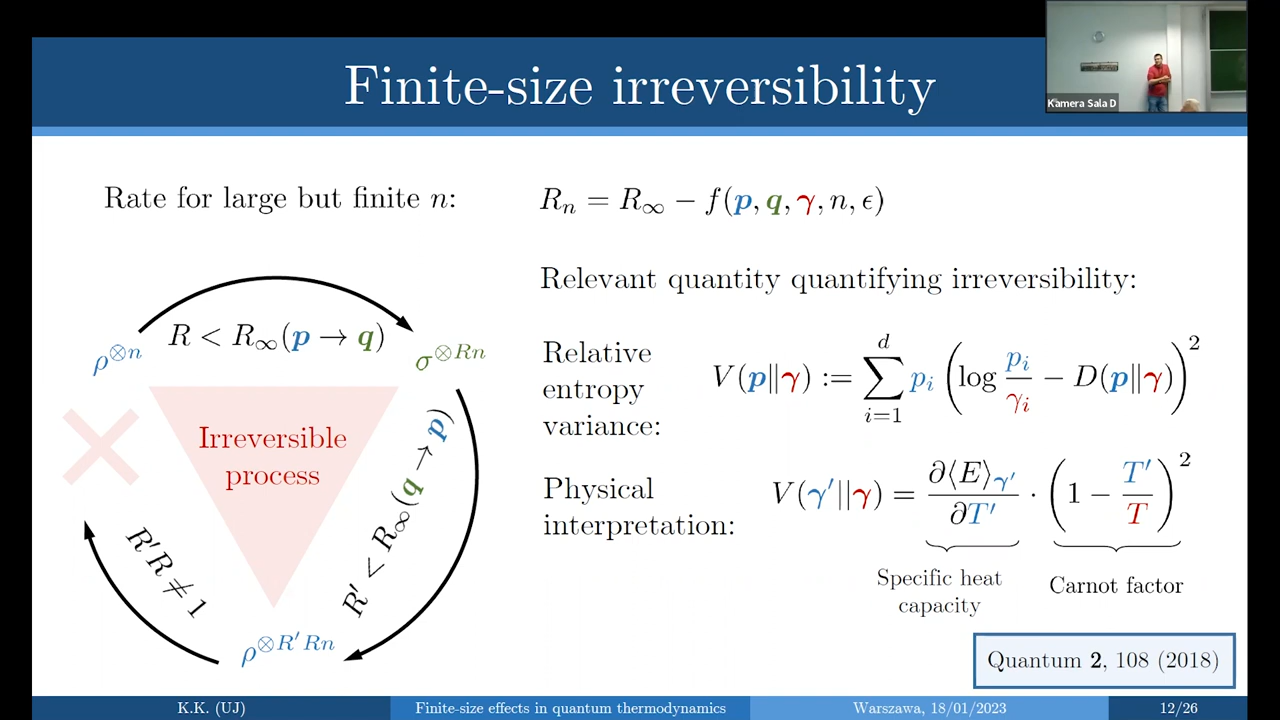 Finite-size irreversibility
Kamera Sala D
Rate for large but finite n:
R_n = R_∞ − f(p, q, γ, n, ϵ)
Relevant quantity quantifying irreversibility:
R < R_∞(p → q)
ρ^{⊗n}
σ^{⊗Rn}
Irreversible
process
R′ < R_∞(q → p)
R′R ≠ 1
ρ^{⊗R′Rn}
Relative
entropy
variance:
V(p‖γ) := ∑_{i=1}^{d} p_i (log p_i/γ_i − D(p‖γ))^2
Physical
interpretation:
V(γ′||γ) = ∂⟨E⟩_{γ′}/∂T′ · (1 − T′/T)^2
Specific heat
capacity
Carnot factor
Quantum 2, 108 (2018)
K.K. (UJ)
Finite-size effects in quantum thermodynamics
Warszawa, 18/01/2023
12/26